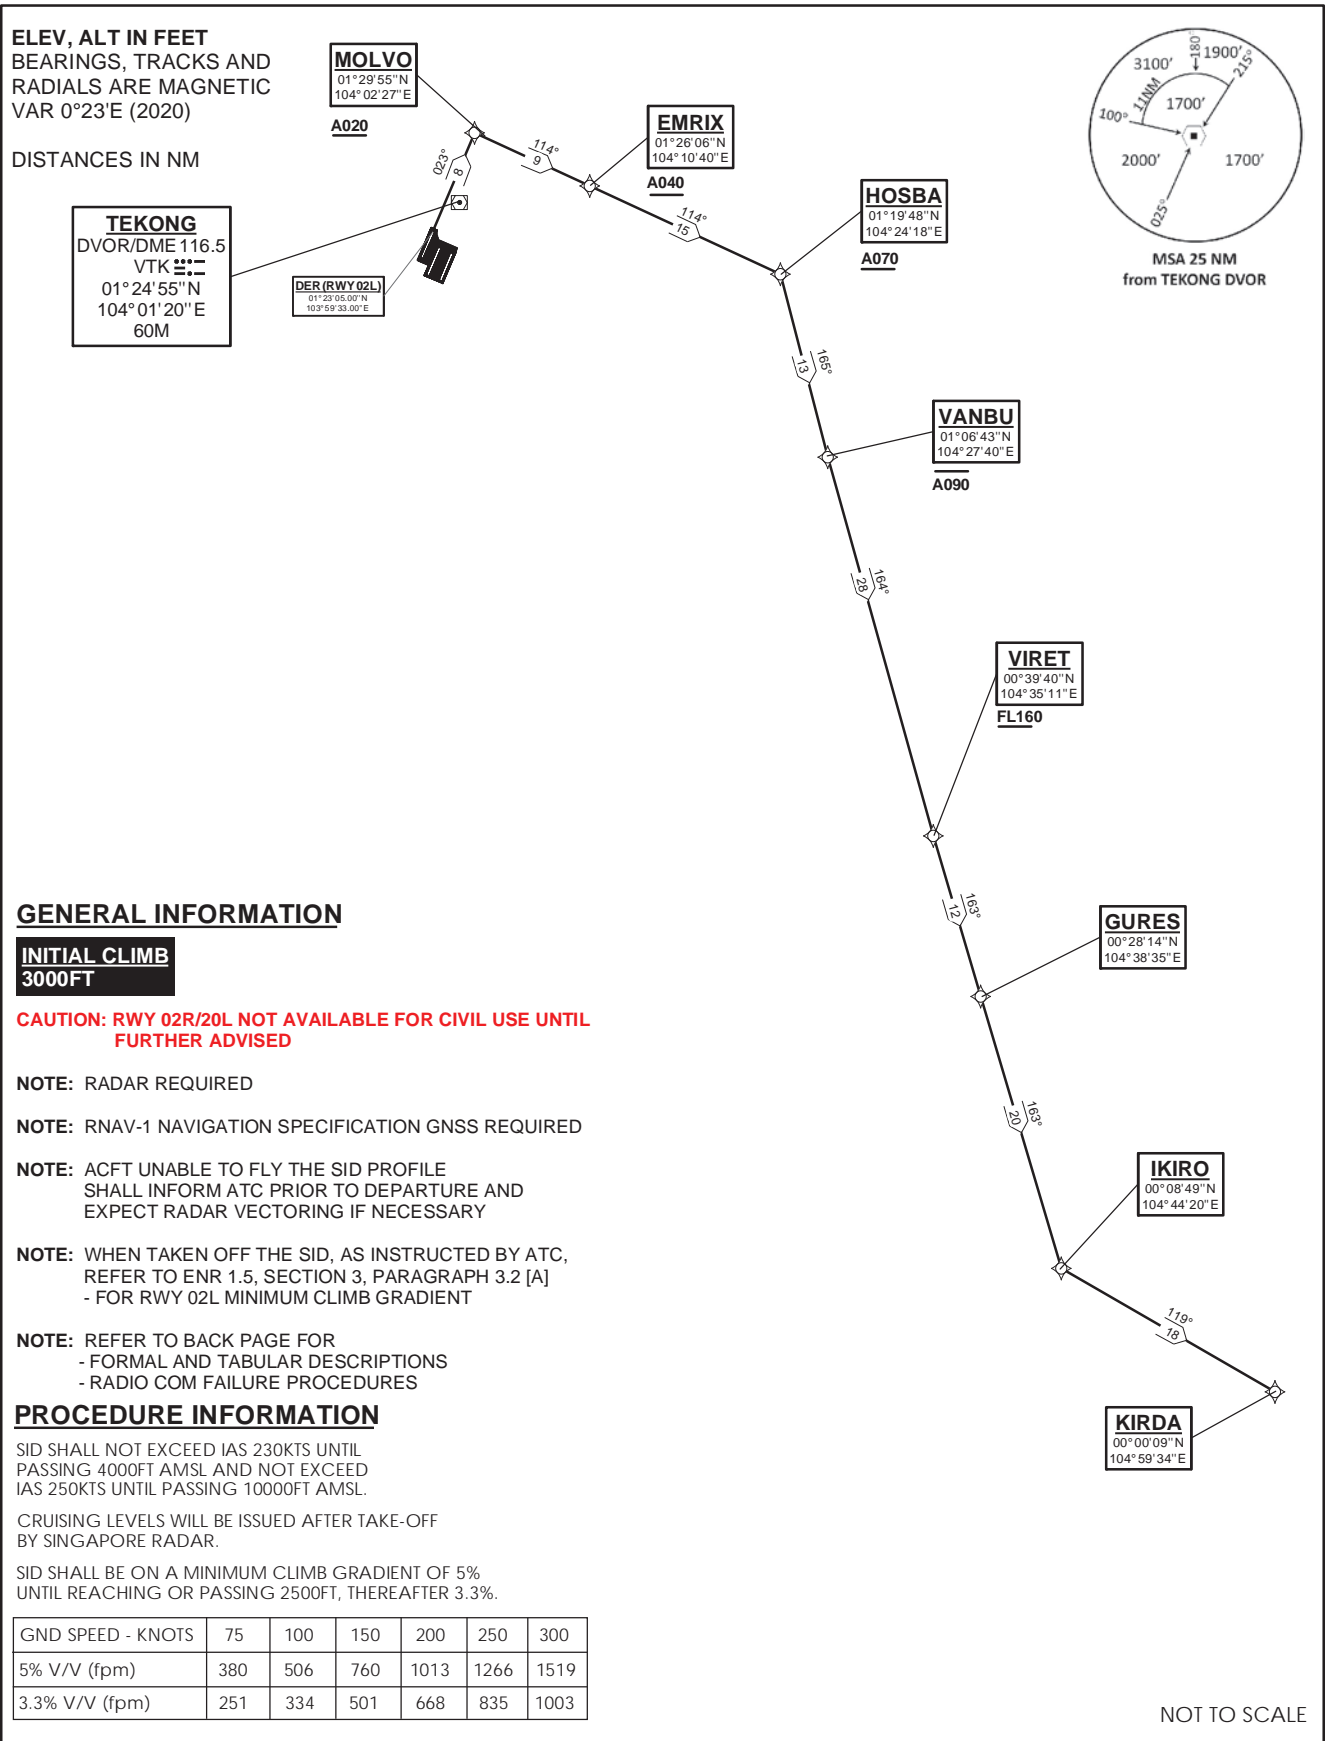 ELEV, ALT IN FEET
BEARINGS, TRACKS AND
RADIALS ARE MAGNETIC
VAR 0°23'E (2020)
DISTANCES IN NM
MOLVO
01°29'55"N
104°02'27"E
A020
EMRIX
01°26'06"N
104°10'40"E
A040
HOSBA
01°19'48"N
104°24'18"E
A070
3100'
180°
1900'
215°
11NM
1700'
100°
2000'
1700'
025°
MSA 25 NM
from TEKONG DVOR
TEKONG
DVOR/DME 116.5
VTK
01°24'55"N
104°01'20"E
60M
DER (RWY 02L)
01°23'05.00"N
103°59'33.00"E
023°
8
114°
9
114°
15
165°
13
VANBU
01°06'43"N
104°27'40"E
A090
164°
28
VIRET
00°39'40"N
104°35'11"E
FL160
163°
12
GURES
00°28'14"N
104°38'35"E
163°
20
IKIRO
00°08'49"N
104°44'20"E
119°
18
KIRDA
00°00'09"N
104°59'34"E
GENERAL INFORMATION
INITIAL CLIMB
3000FT
CAUTION: RWY 02R/20L NOT AVAILABLE FOR CIVIL USE UNTIL
FURTHER ADVISED
NOTE: RADAR REQUIRED
NOTE: RNAV-1 NAVIGATION SPECIFICATION GNSS REQUIRED
NOTE: ACFT UNABLE TO FLY THE SID PROFILE
SHALL INFORM ATC PRIOR TO DEPARTURE AND
EXPECT RADAR VECTORING IF NECESSARY
NOTE: WHEN TAKEN OFF THE SID, AS INSTRUCTED BY ATC,
REFER TO ENR 1.5, SECTION 3, PARAGRAPH 3.2 [A]
- FOR RWY 02L MINIMUM CLIMB GRADIENT
NOTE: REFER TO BACK PAGE FOR
- FORMAL AND TABULAR DESCRIPTIONS
- RADIO COM FAILURE PROCEDURES
PROCEDURE INFORMATION
SID SHALL NOT EXCEED IAS 230KTS UNTIL
PASSING 4000FT AMSL AND NOT EXCEED
IAS 250KTS UNTIL PASSING 10000FT AMSL.
CRUISING LEVELS WILL BE ISSUED AFTER TAKE-OFF
BY SINGAPORE RADAR.
SID SHALL BE ON A MINIMUM CLIMB GRADIENT OF 5%
UNTIL REACHING OR PASSING 2500FT, THEREAFTER 3.3%.
GND SPEED - KNOTS 75 100 150 200 250 300
5% V/V (fpm) 380 506 760 1013 1266 1519
3.3% V/V (fpm) 251 334 501 668 835 1003
NOT TO SCALE